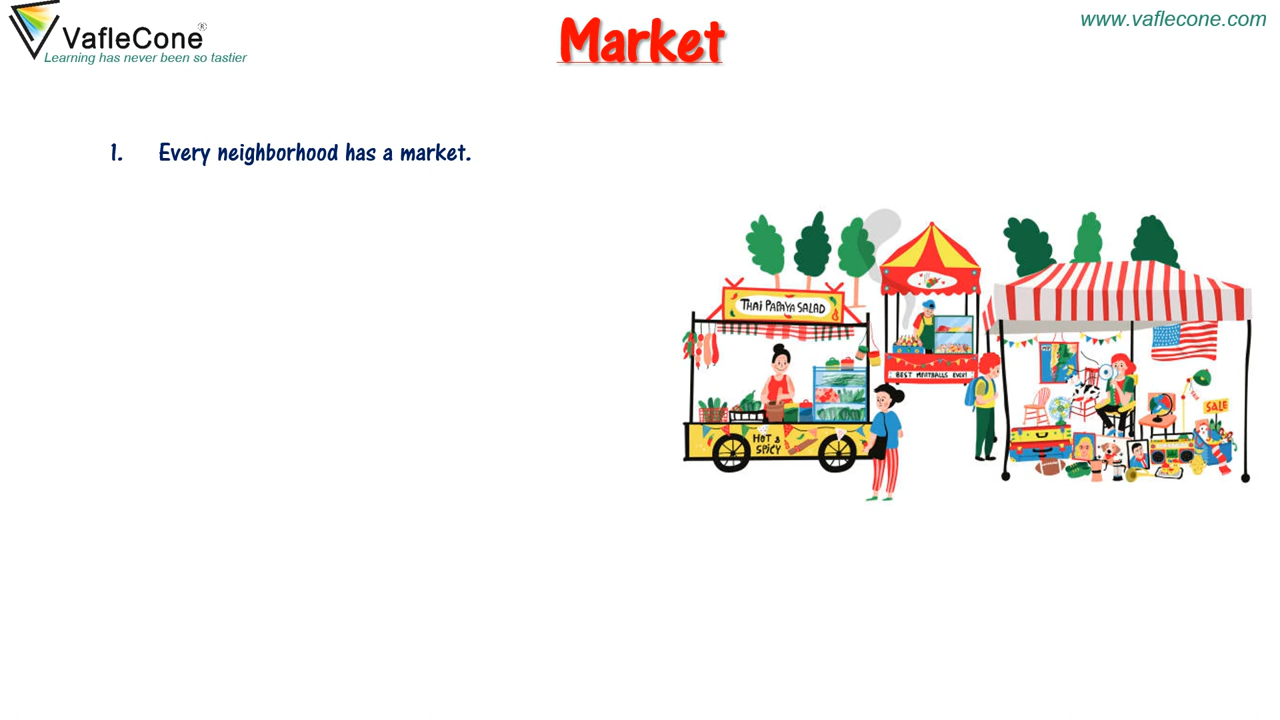 VafleCone®
Learning has never been so tastier
Market
www.vaflecone.com
1. Every neighborhood has a market.
THAI PAPAYA SALAD
HOT & SPICY
BEST MEATBALLS EVER!
SALE